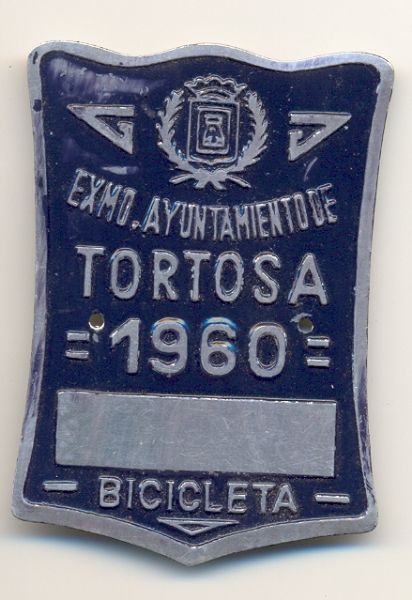 EXMO. AYUNTAMIENTO DE
TORTOSA
=1960=
- BICICLETA -